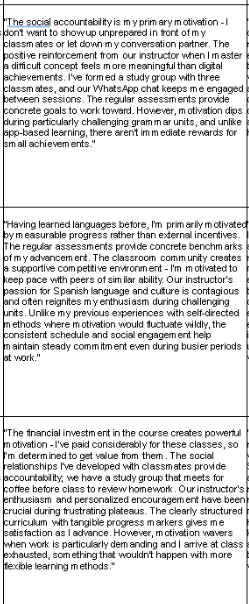 "The social accountability is my primary motivation - I
don't want to show up unprepared in front of my
classmates or let down my conversation partner. The
positive reinforcement from our instructor when I master
a difficult concept feels more meaningful than digital
achievements. I've formed a study group with three
classmates, and our WhatsApp chat keeps me engaged
between sessions. The regular assessments provide
concrete goals to work toward. However, motivation dips
during particularly challenging grammar units, and unlike
app-based learning, there aren't immediate rewards for
small achievements."
"Having learned languages before, I'm primarily motivated
by measurable progress rather than external incentives.
The regular assessments provide concrete benchmarks
of my advancement. The classroom community creates
a supportive competitive environment - I'm motivated to
keep pace with peers of similar ability. Our instructor's
passion for Spanish language and culture is contagious
and often reignites my enthusiasm during challenging
units. Unlike my previous experiences with self-directed
methods where motivation would fluctuate wildly, the
consistent schedule and social engagement help
maintain steady commitment even during busier periods
at work."
"The financial investment in the course creates powerful
motivation - I've paid considerably for these classes, so
I'm determined to get value from them. The social
relationships I've developed with classmates provide
accountability; we have a study group that meets for
coffee before class to review homework. Our instructor's
enthusiasm and personalized encouragement have been
crucial during frustrating plateaus. The clearly structured
curriculum with tangible progress markers gives me
satisfaction as I advance. However, motivation wavers
when work is particularly demanding and I arrive at class
exhausted, something that wouldn't happen with more
flexible learning methods."